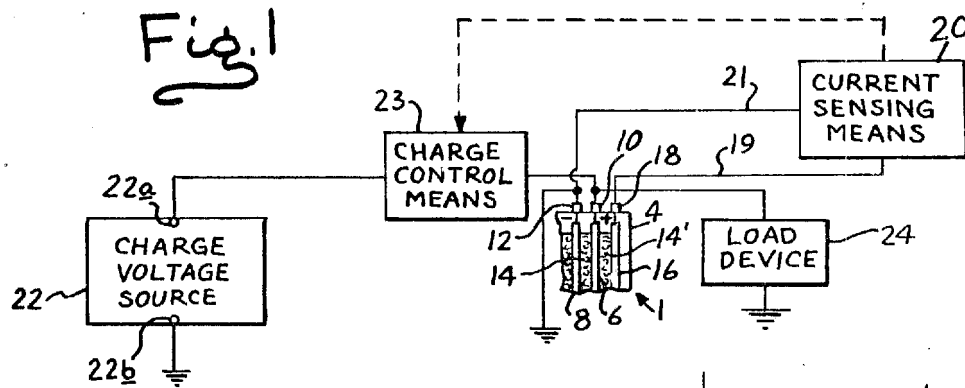 Fig.1
20
CURRENT
SENSING
MEANS
21
23
CHARGE
CONTROL
MEANS
10
18
19
22a
12
4
14'
LOAD
DEVICE
24
CHARGE
VOLTAGE
SOURCE
22
14
16
8
6
1
22b
− +